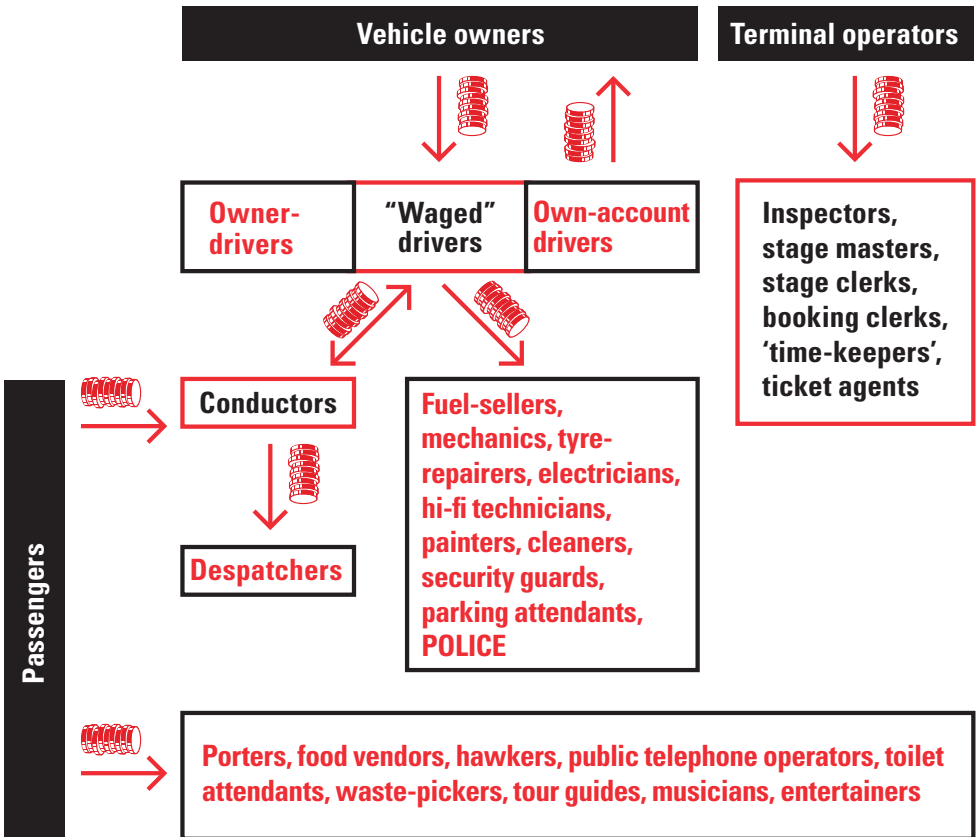 Vehicle owners
Terminal operators
Owner-
drivers
“Waged”
drivers
Own-account
drivers
Inspectors,
stage masters,
stage clerks,
booking clerks,
‘time-keepers’,
ticket agents
Passengers
Conductors
Despatchers
Fuel-sellers,
mechanics, tyre-
repairers, electricians,
hi-fi technicians,
painters, cleaners,
security guards,
parking attendants,
POLICE
Porters, food vendors, hawkers, public telephone operators, toilet
attendants, waste-pickers, tour guides, musicians, entertainers